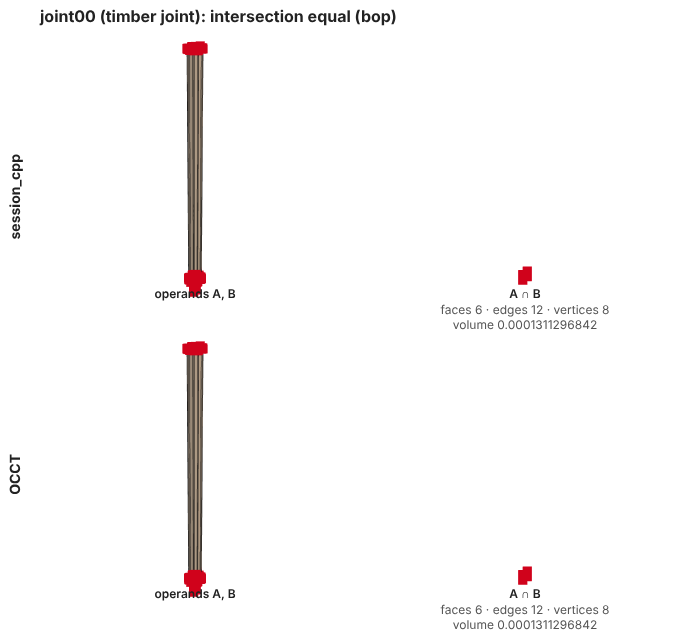 joint00 (timber joint): intersection equal (bop)
session_cpp
operands A, B
A ∩ B
faces 6 · edges 12 · vertices 8
volume 0.0001311296842
OCCT
operands A, B
A ∩ B
faces 6 · edges 12 · vertices 8
volume 0.0001311296842